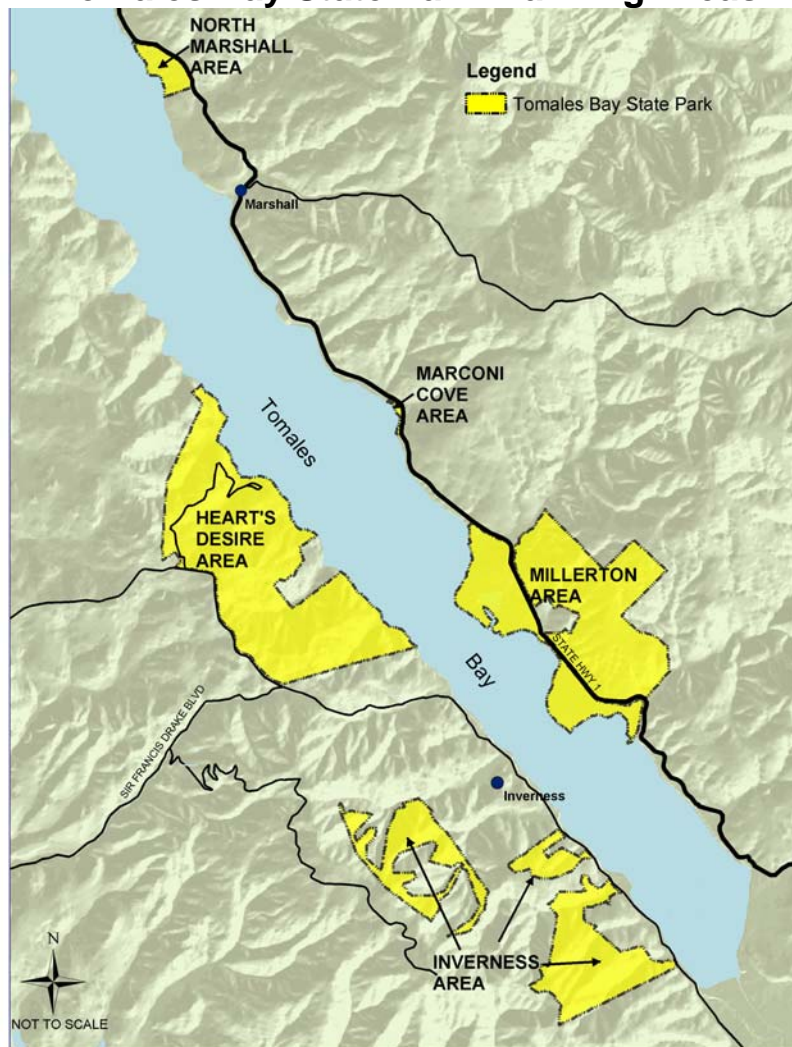 NORTH
MARSHALL
AREA
Legend
Tomales Bay State Park
Marshall
MARCONI
COVE
AREA
Tomales
HEART'S
DESIRE
AREA
MILLERTON
AREA
STATE HWY 1
Bay
SIR FRANCIS DRAKE BLVD
Inverness
INVERNESS
AREA
N
NOT TO SCALE